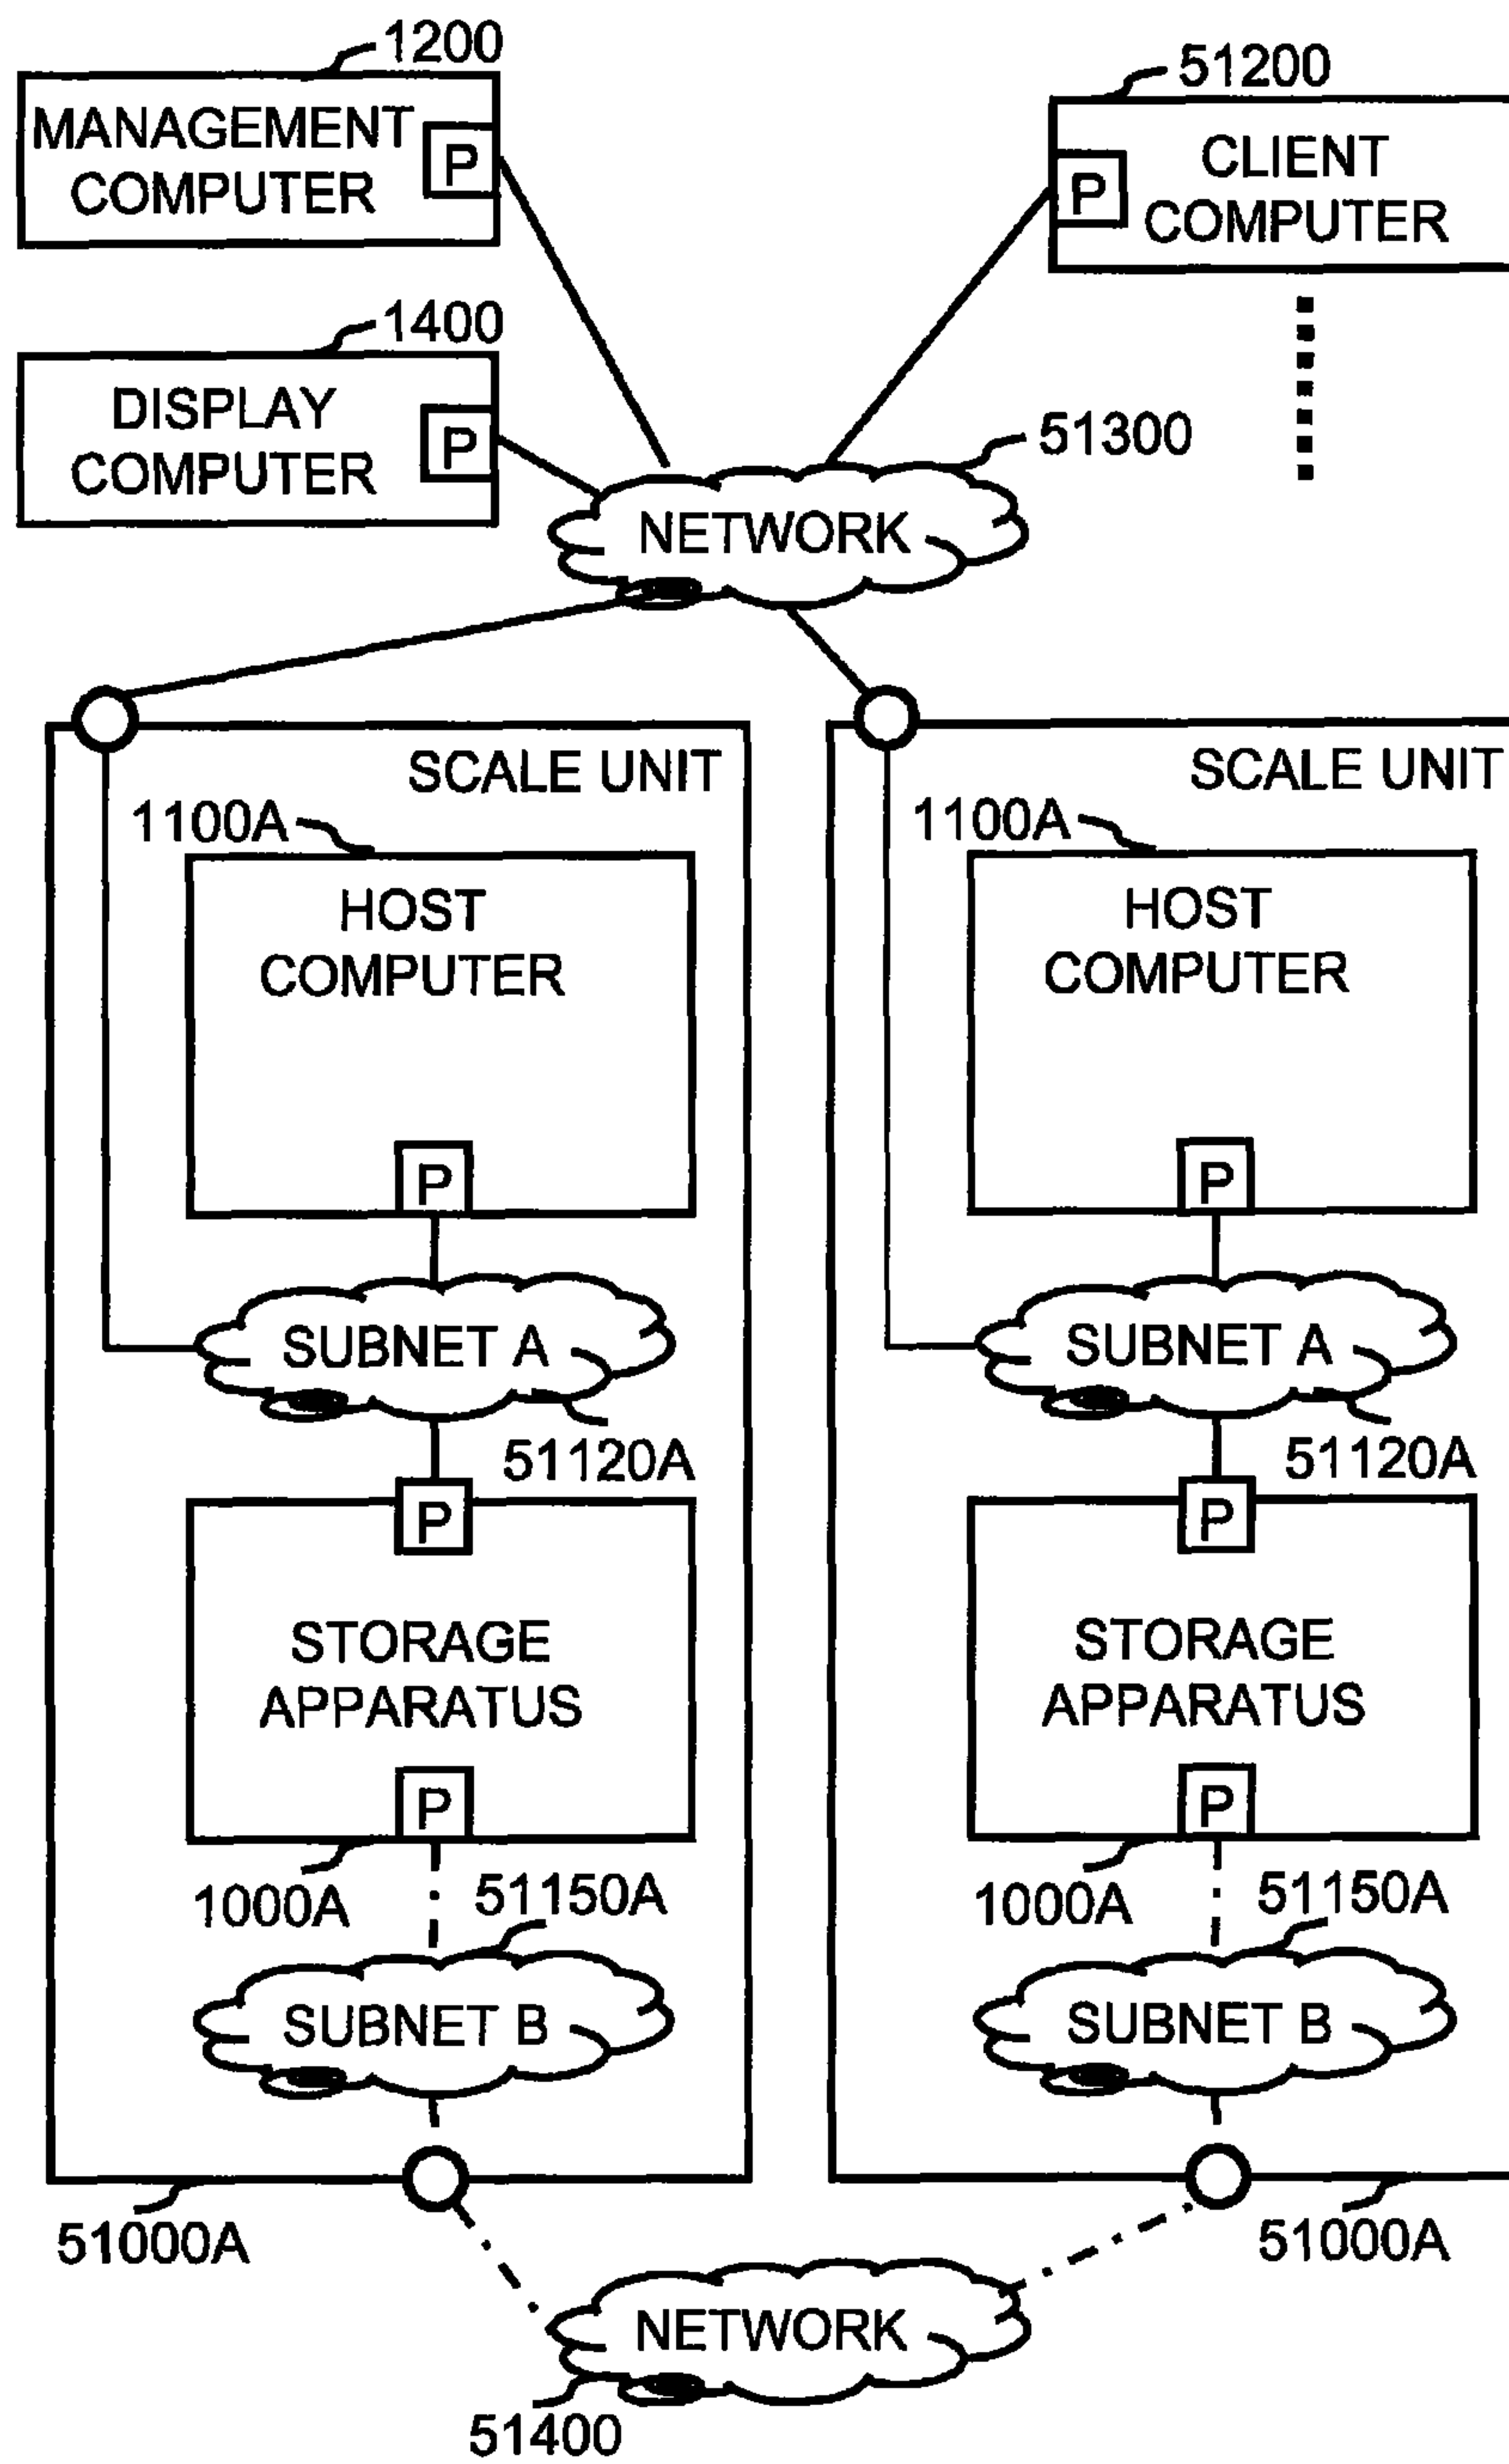 1200
MANAGEMENT
COMPUTER
P
51200
CLIENT
COMPUTER
P
1400
DISPLAY
COMPUTER
P
51300
NETWORK
SCALE UNIT
1100A
HOST
COMPUTER
P
SUBNET A
51120A
P
STORAGE
APPARATUS
P
1000A
51150A
SUBNET B
51000A
SCALE UNIT
1100A
HOST
COMPUTER
P
SUBNET A
51120A
P
STORAGE
APPARATUS
P
1000A
51150A
SUBNET B
51000A
NETWORK
51400